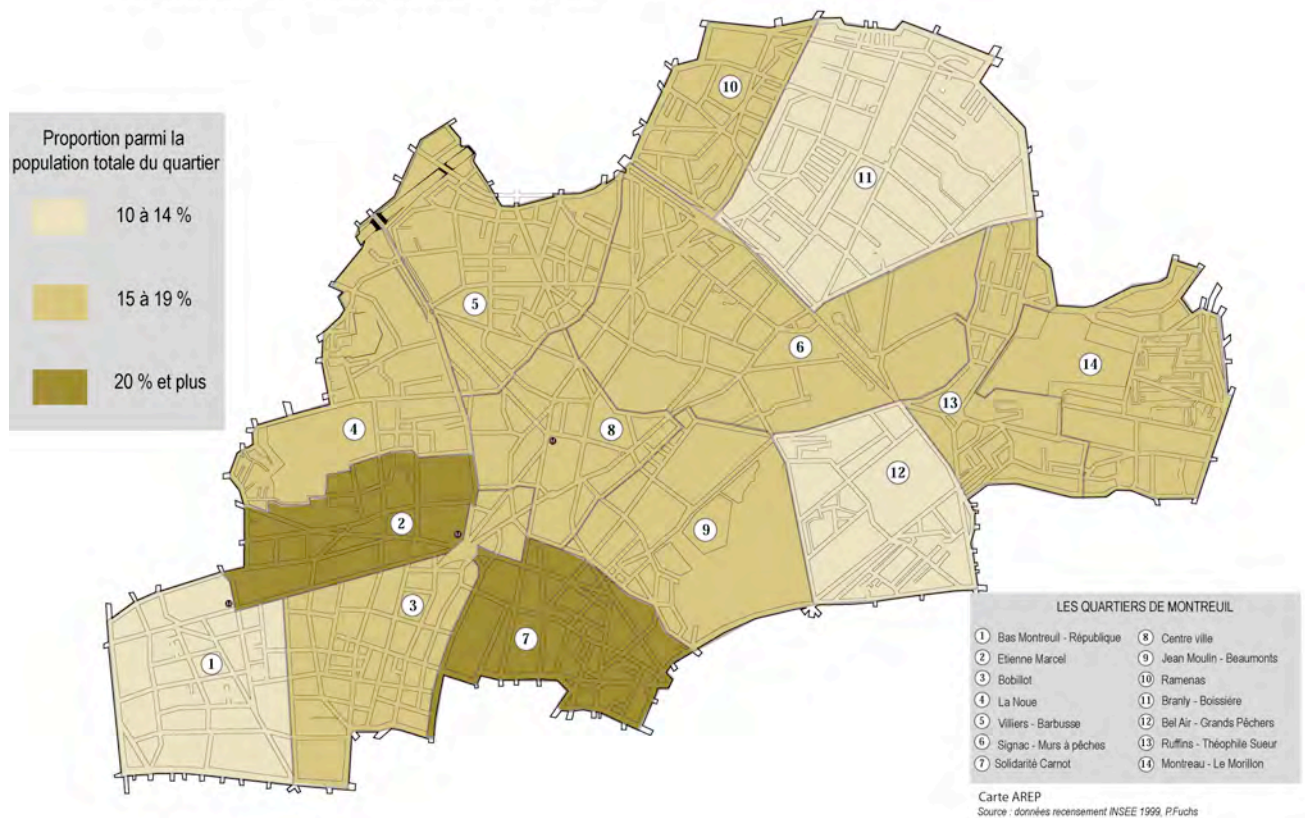 Proportion parmi la
population totale du quartier
10 à 14 %
15 à 19 %
20 % et plus
10
11
5
6
14
13
4
8
12
2
9
3
7
1
M
M
M
LES QUARTIERS DE MONTREUIL
1 Bas Montreuil - République
2 Etienne Marcel
3 Bobillot
4 La Noue
5 Villiers - Barbusse
6 Signac - Murs à pêches
7 Solidarité Carnot
8 Centre ville
9 Jean Moulin - Beaumonts
10 Ramenas
11 Branly - Boissière
12 Bel Air - Grands Pêchers
13 Ruffins - Théophile Sueur
14 Montreau - Le Morillon
Carte AREP
Source : données recensement INSEE 1999, P.Fuchs